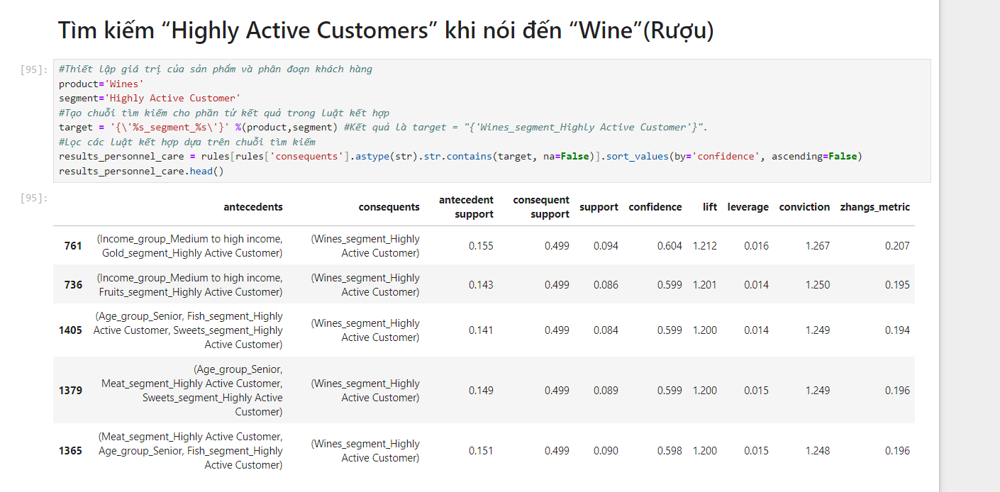 Tìm kiếm “Highly Active Customers” khi nói đến “Wine”(Rượu)
[95]:
#Thiết lập giá trị của sản phẩm và phân đoạn khách hàng
product='Wines'
segment='Highly Active Customer'
#Tạo chuỗi tìm kiếm cho phần tử kết quả trong luật kết hợp
target = '{\'%s_segment_%s\'}' %(product,segment) #Kết quả là target = "{'Wines_segment_Highly Active Customer'}".
#Lọc các luật kết hợp dựa trên chuỗi tìm kiếm
results_personnel_care = rules[rules['consequents'].astype(str).str.contains(target, na=False)].sort_values(by='confidence', ascending=False)
results_personnel_care.head()
[95]:
antecedents consequents antecedent support consequent support support confidence lift leverage conviction zhangs_metric
761 (Income_group_Medium to high income, Gold_segment_Highly Active Customer) (Wines_segment_Highly Active Customer) 0.155 0.499 0.094 0.604 1.212 0.016 1.267 0.207
736 (Income_group_Medium to high income, Fruits_segment_Highly Active Customer) (Wines_segment_Highly Active Customer) 0.143 0.499 0.086 0.599 1.201 0.014 1.250 0.195
1405 (Age_group_Senior, Fish_segment_Highly Active Customer, Sweets_segment_Highly Active Customer) (Wines_segment_Highly Active Customer) 0.141 0.499 0.084 0.599 1.200 0.014 1.249 0.194
1379 (Age_group_Senior, Meat_segment_Highly Active Customer, Sweets_segment_Highly Active Customer) (Wines_segment_Highly Active Customer) 0.149 0.499 0.089 0.599 1.200 0.015 1.249 0.196
1365 (Meat_segment_Highly Active Customer, Age_group_Senior, Fish_segment_Highly Active Customer) (Wines_segment_Highly Active Customer) 0.151 0.499 0.090 0.598 1.200 0.015 1.248 0.196